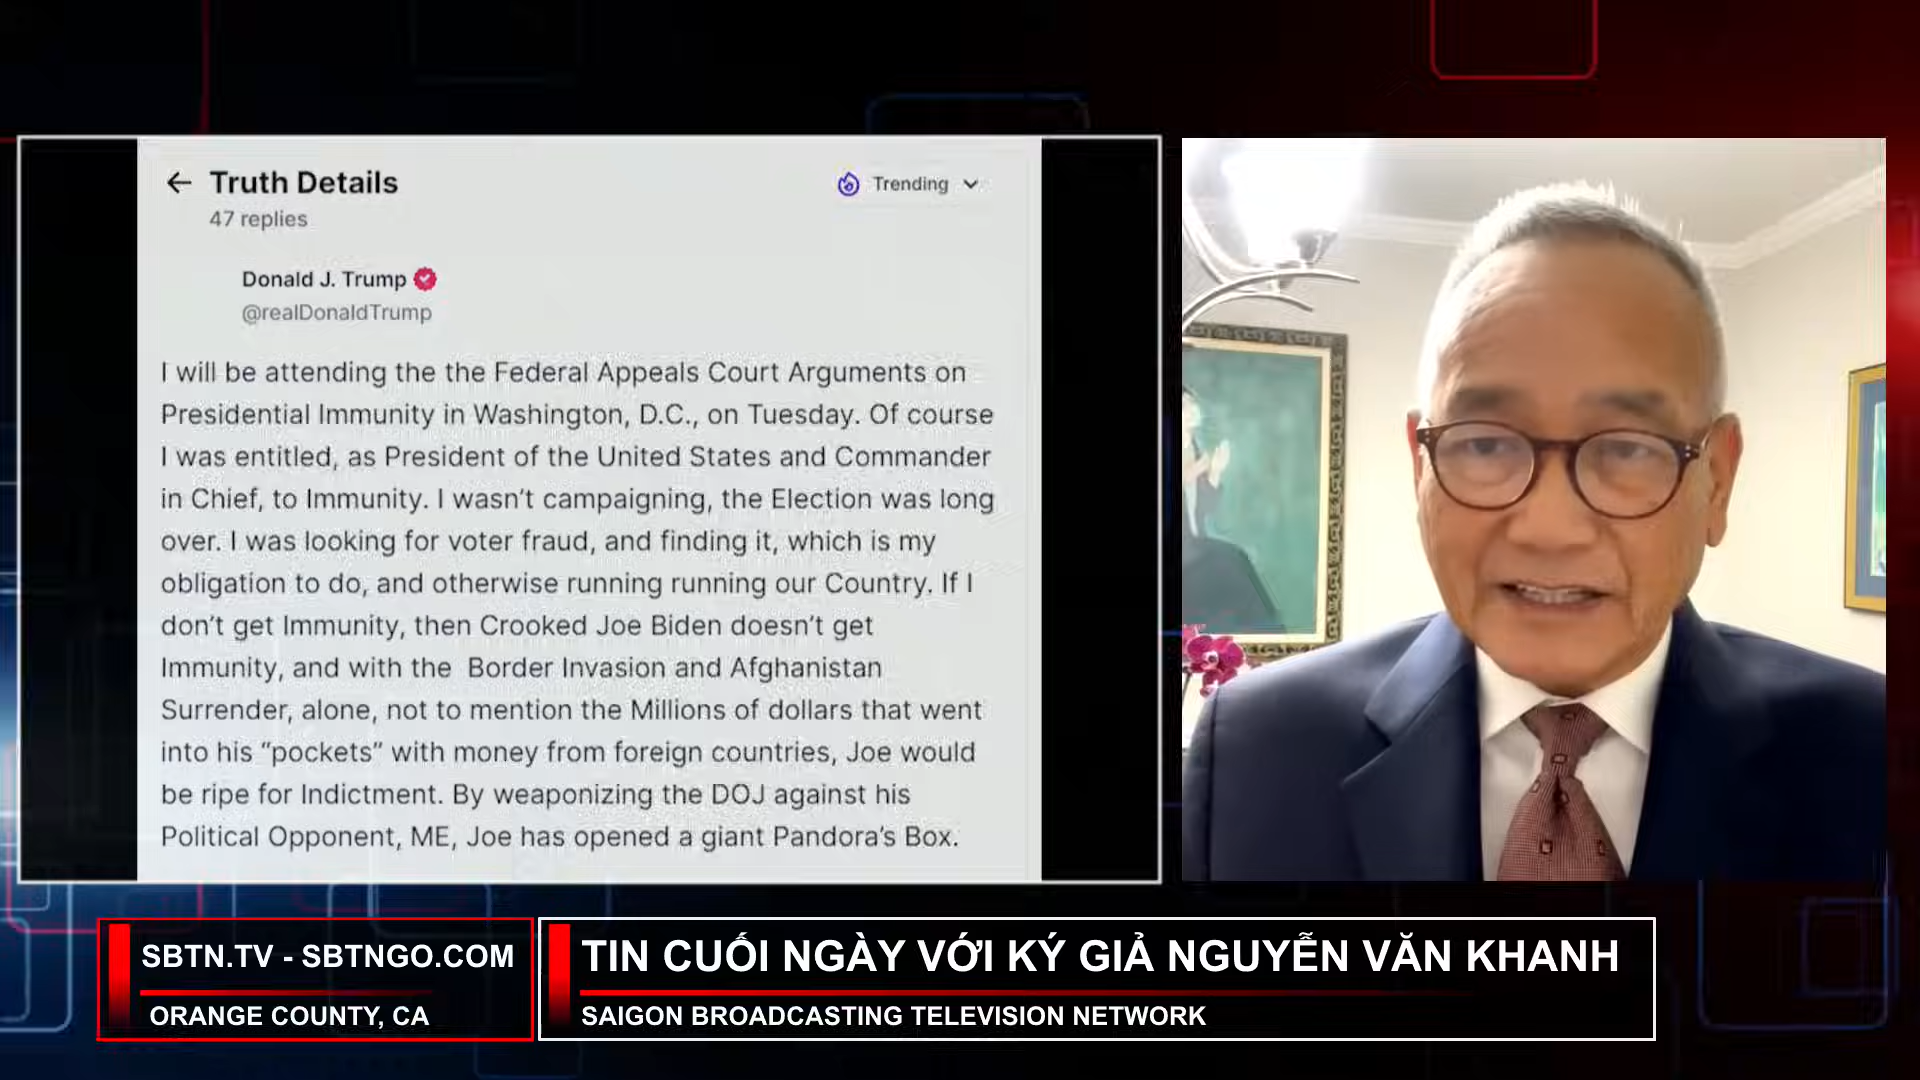 Truth Details
Trending
47 replies
Donald J. Trump
@realDonaldTrump
I will be attending the the Federal Appeals Court Arguments on
Presidential Immunity in Washington, D.C., on Tuesday. Of course
I was entitled, as President of the United States and Commander
in Chief, to Immunity. I wasn't campaigning, the Election was long
over. I was looking for voter fraud, and finding it, which is my
obligation to do, and otherwise running running our Country. If I
don't get Immunity, then Crooked Joe Biden doesn't get
Immunity, and with the Border Invasion and Afghanistan
Surrender, alone, not to mention the Millions of dollars that went
into his “pockets” with money from foreign countries, Joe would
be ripe for Indictment. By weaponizing the DOJ against his
Political Opponent, ME, Joe has opened a giant Pandora's Box.
SBTN.TV - SBTNGO.COM
ORANGE COUNTY, CA
TIN CUỐI NGÀY VỚI KÝ GIẢ NGUYỄN VĂN KHANH
SAIGON BROADCASTING TELEVISION NETWORK